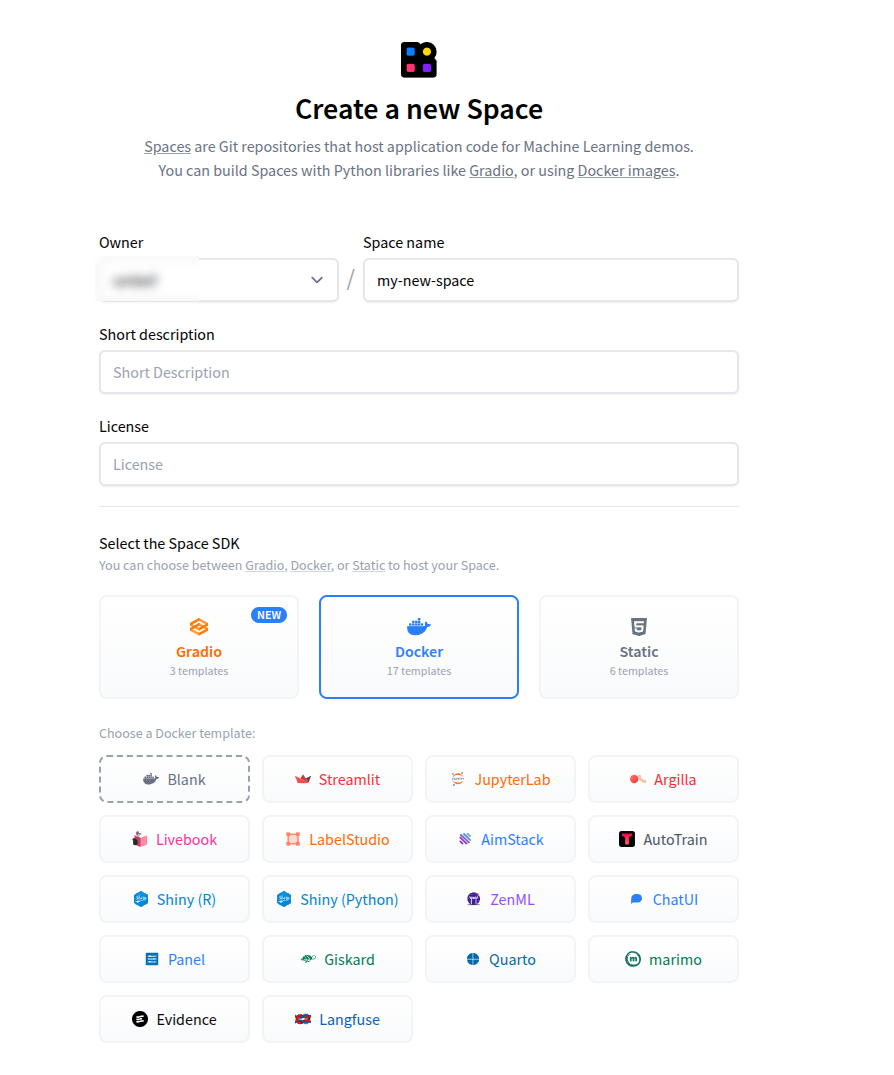 Create a new Space
Spaces are Git repositories that host application code for Machine Learning demos.
You can build Spaces with Python libraries like Gradio, or using Docker images.
Owner
Space name
/
my-new-space
Short description
Short Description
License
License
Select the Space SDK
You can choose between Gradio, Docker, or Static to host your Space.
NEW
Gradio
3 templates
Docker
17 templates
Static
6 templates
Choose a Docker template:
Blank
Streamlit
JupyterLab
Argilla
Livebook
LabelStudio
AimStack
AutoTrain
Shiny (R)
Shiny (Python)
ZenML
ChatUI
Panel
Giskard
Quarto
marimo
Evidence
Langfuse